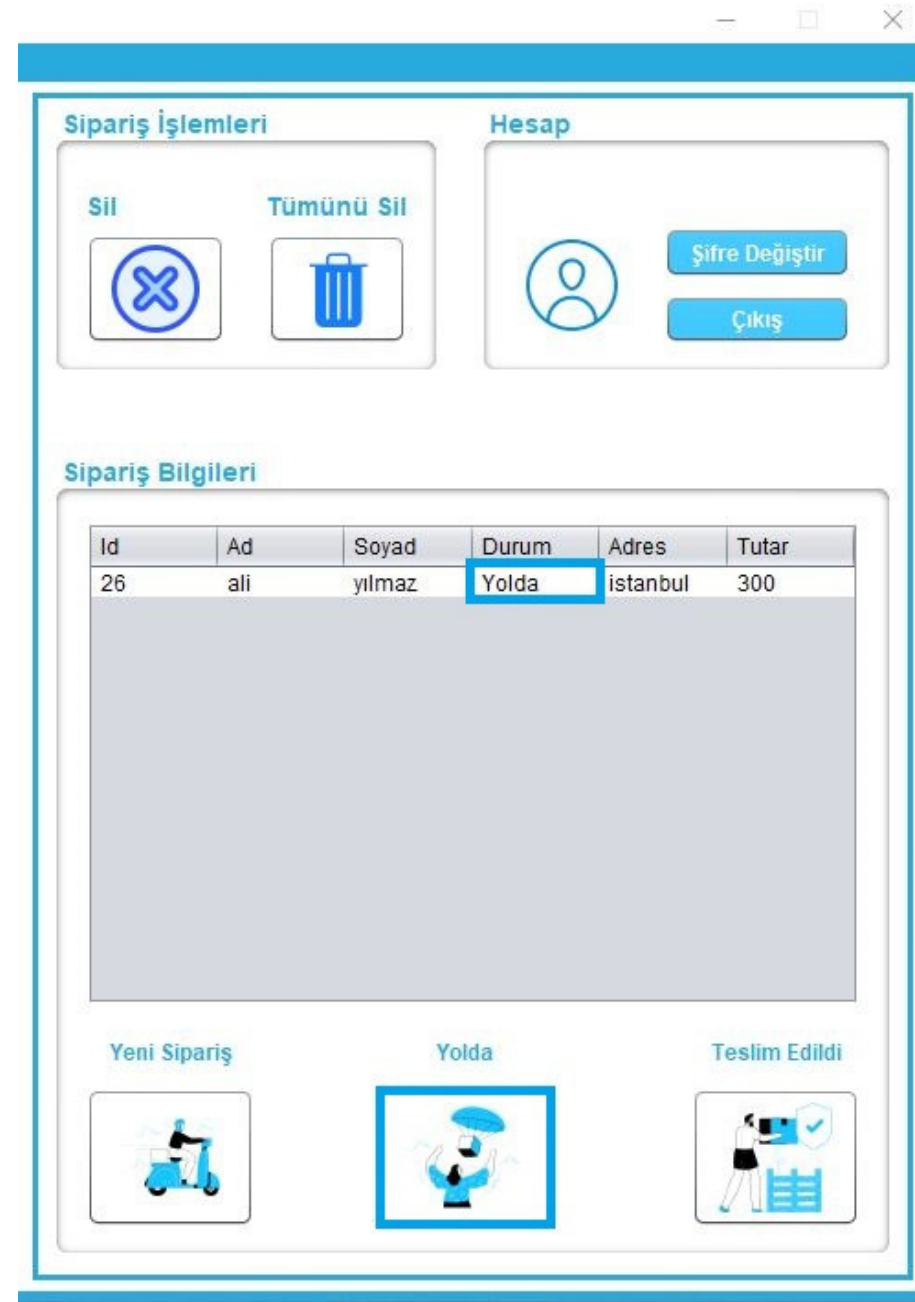 Sipariş İşlemleri
Hesap
Sil
Tümünü Sil
Şifre Değiştir
Çıkış
Sipariş Bilgileri
Id Ad Soyad Durum Adres Tutar
26 ali yılmaz Yolda istanbul 300
Yeni Sipariş
Yolda
Teslim Edildi